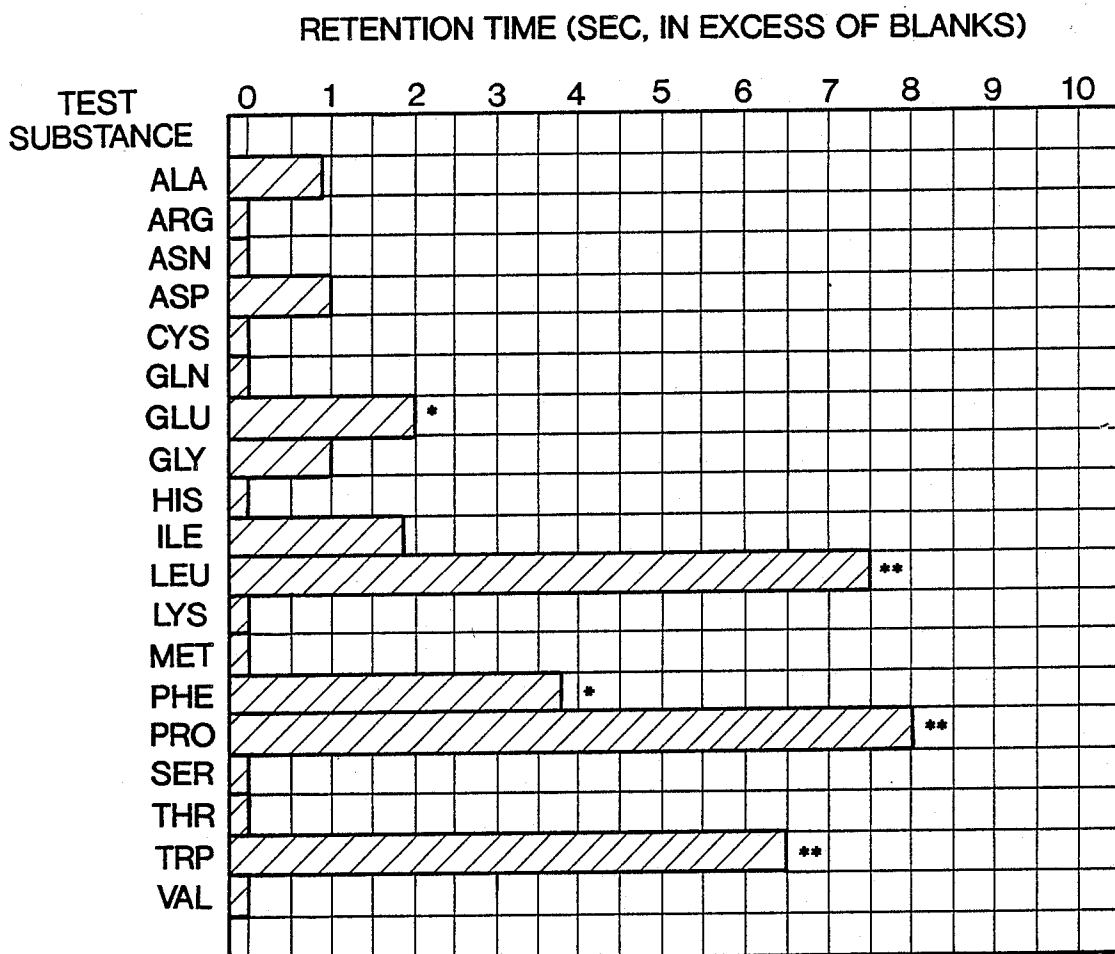 RETENTION TIME (SEC, IN EXCESS OF BLANKS)
TEST SUBSTANCE
0 1 2 3 4 5 6 7 8 9 10
ALA
ARG
ASN
ASP
CYS
GLN
GLU *
GLY
HIS
ILE
LEU **
LYS
MET
PHE *
PRO **
SER
THR
TRP **
VAL